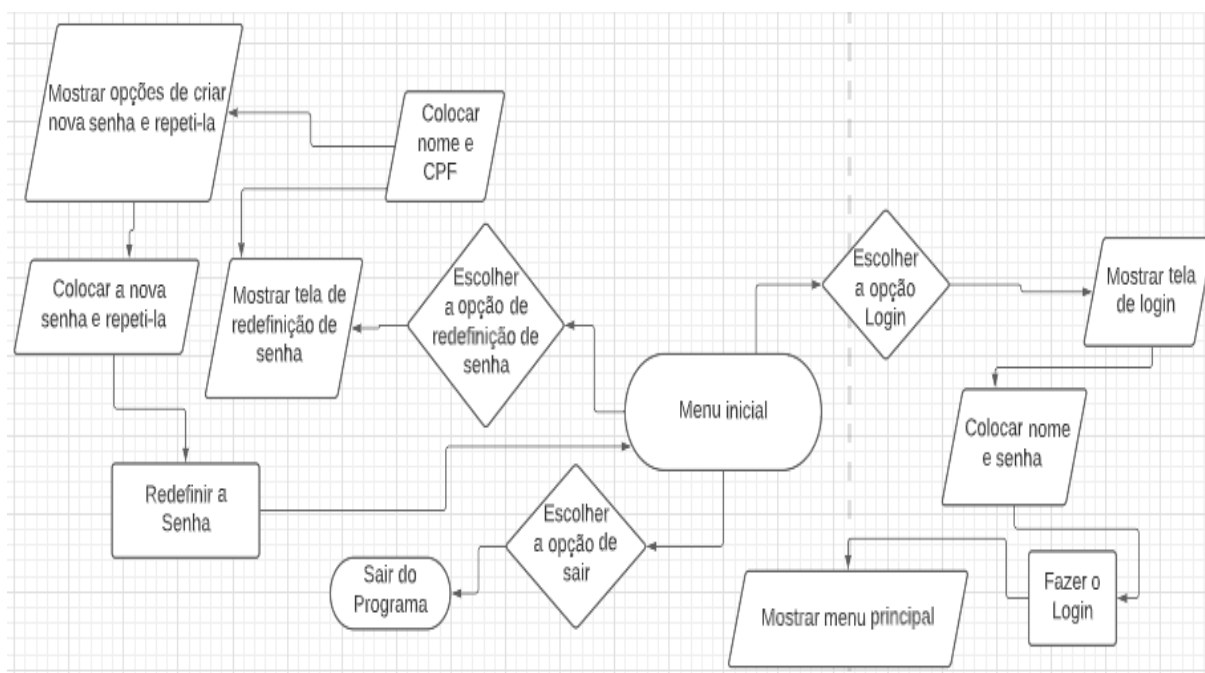 Mostrar opções de criar
nova senha e repeti-la
Colocar
nome e
CPF
Colocar a nova
senha e repeti-la
Mostrar tela de
redefinição de
senha
Escolher
a opção de
redefinição de
senha
Escolher
a opção
Login
Mostrar tela
de login
Menu inicial
Colocar nome
e senha
Redefinir a
Senha
Escolher
a opção de
sair
Sair do
Programa
Mostrar menu principal
Fazer o
Login